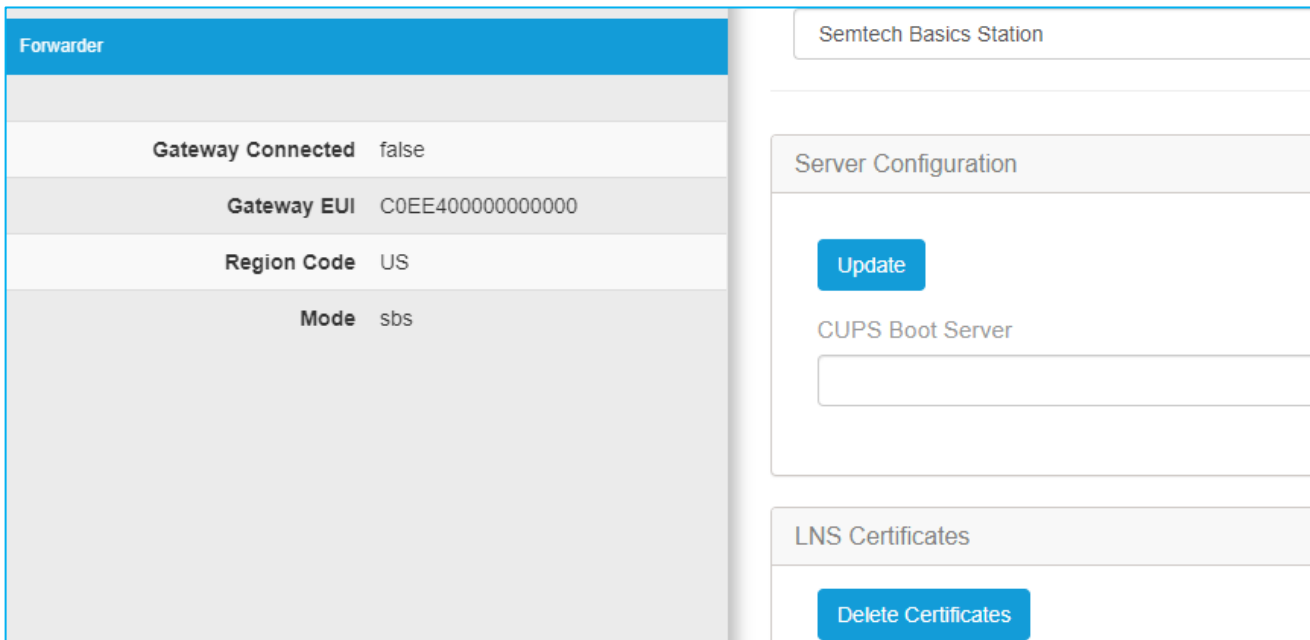 Forwarder
Gateway Connected false
Gateway EUI C0EE400000000000
Region Code US
Mode sbs
Semtech Basics Station
Server Configuration
Update
CUPS Boot Server
LNS Certificates
Delete Certificates